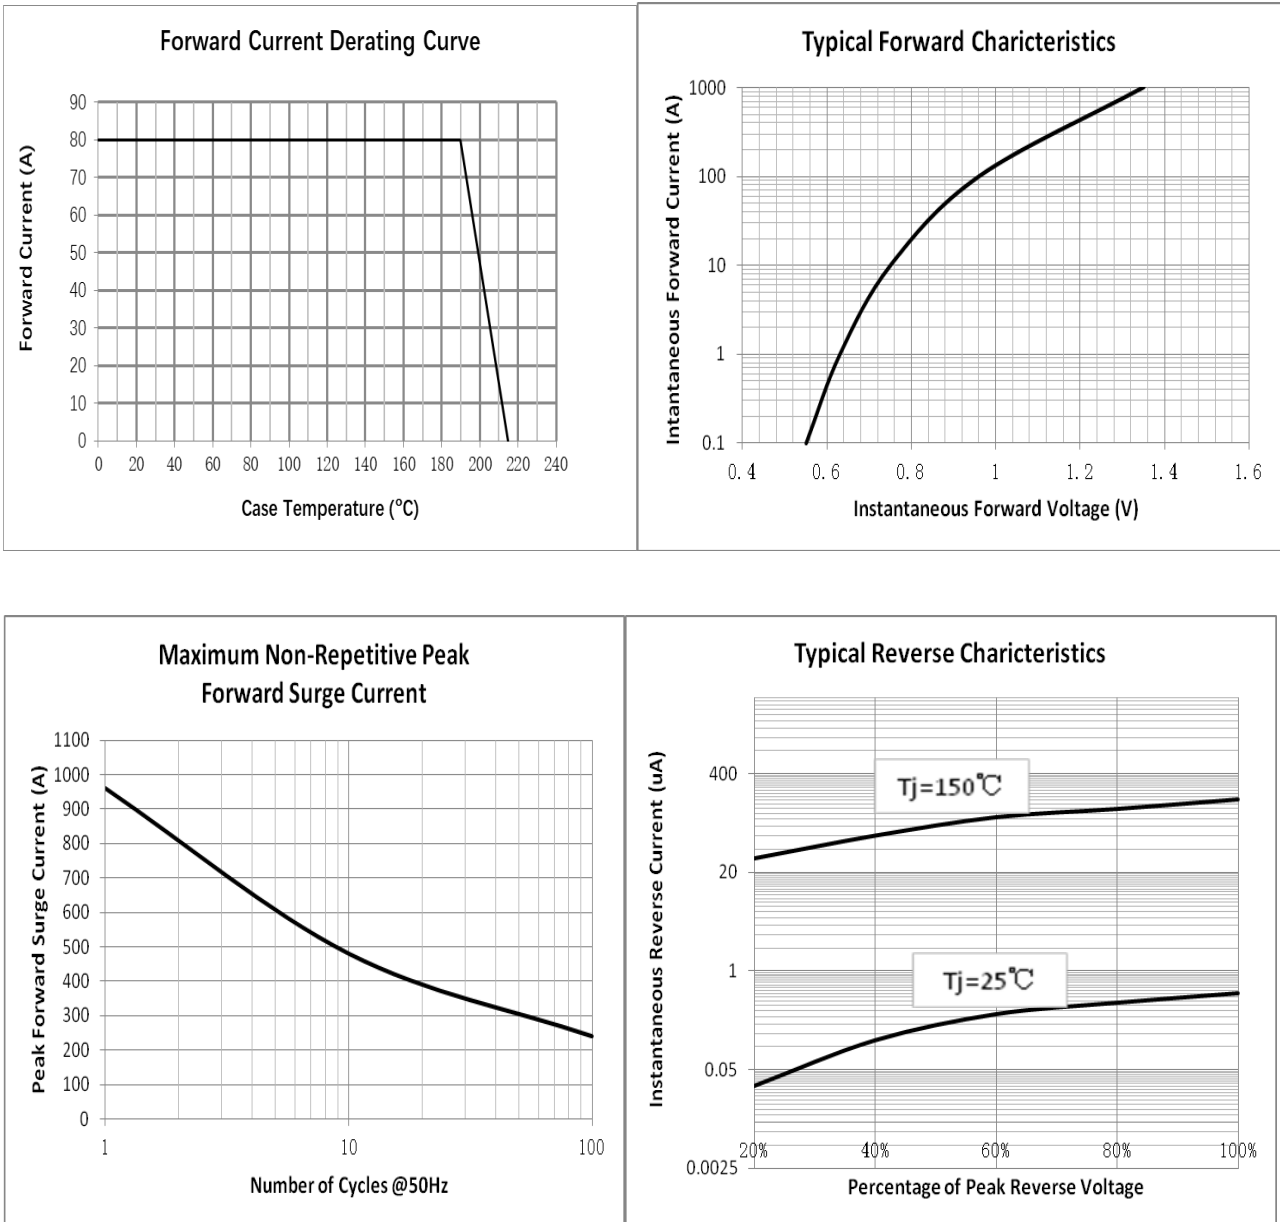 Forward Current Derating Curve
Forward Current (A)
90
80
70
60
50
40
30
20
10
0
0 20 40 60 80 100 120 140 160 180 200 220 240
Case Temperature (°C)
Typical Forward Charicteristics
Intantaneous Forward Current (A)
1000
100
10
1
0.1
0.4 0.6 0.8 1 1.2 1.4 1.6
Instantaneous Forward Voltage (V)
Maximum Non-Repetitive Peak
Forward Surge Current
Peak Forward Surge Current (A)
1100
1000
900
800
700
600
500
400
300
200
100
0
1 10 100
Number of Cycles @50Hz
Typical Reverse Charicteristics
Instantaneous Reverse Current (uA)
400
20
1
0.05
0.0025
Tj=150℃
Tj=25℃
20% 40% 60% 80% 100%
Percentage of Peak Reverse Voltage